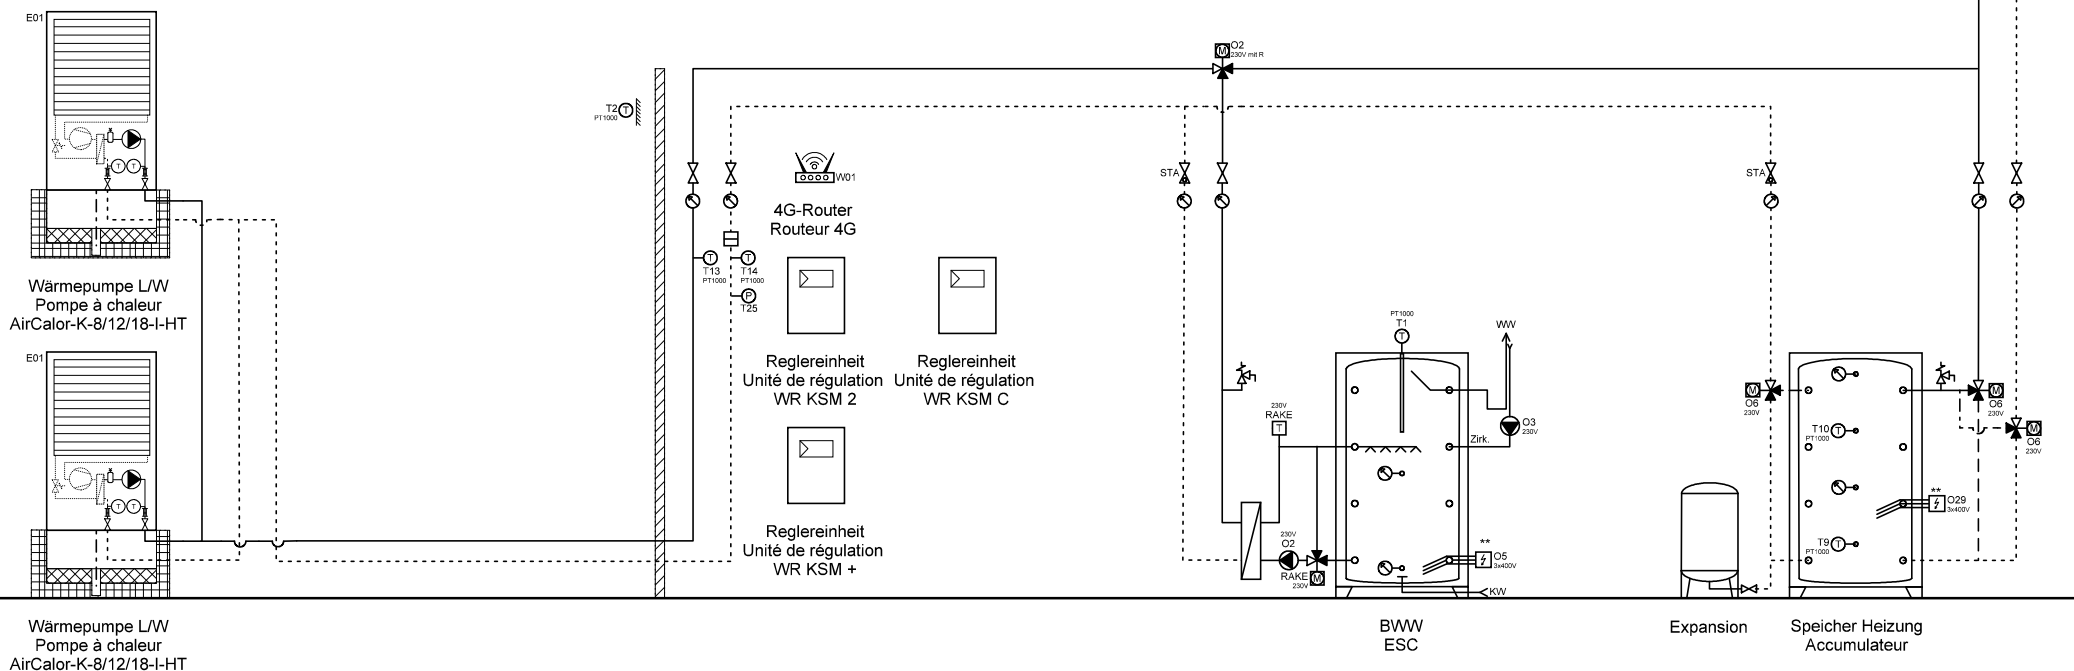 E01
Wärmepumpe L/W
Pompe à chaleur
AirCalor-K-8/12/18-I-HT
E01
Wärmepumpe L/W
Pompe à chaleur
AirCalor-K-8/12/18-I-HT
T
T
T
T
T2
T
PT1000
T
T13
PT1000
T
T14
PT1000
P
T25
W01
4G-Router
Routeur 4G
Reglereinheit
Unité de régulation
WR KSM 2
Reglereinheit
Unité de régulation
WR KSM C
Reglereinheit
Unité de régulation
WR KSM +
M
O2
230V mit R
STA
STA
230V
RAKE
T
230V
O2
RAKE
230V
M
PT1000
T1
T
WW
O3
230V
Zirk.
**
O5
3x400V
KW
BWW
ESC
Expansion
M
O6
230V
M
O6
230V
M
O6
230V
T10
T
PT1000
**
O29
3x400V
T9
T
PT1000
Speicher Heizung
Accumulateur